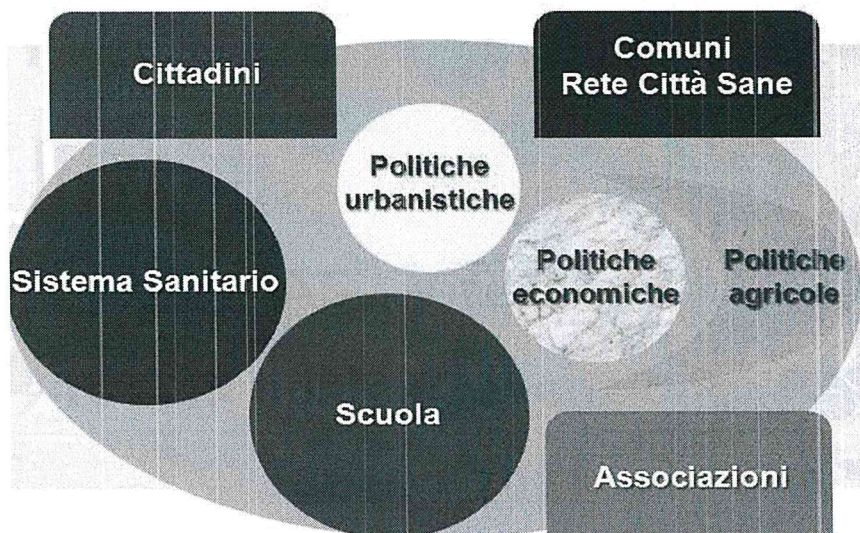 Cittadini
Comuni
Rete Città Sane
Politiche
urbanistiche
Sistema Sanitario
Politiche
economiche
Politiche
agricole
Scuola
Associazioni